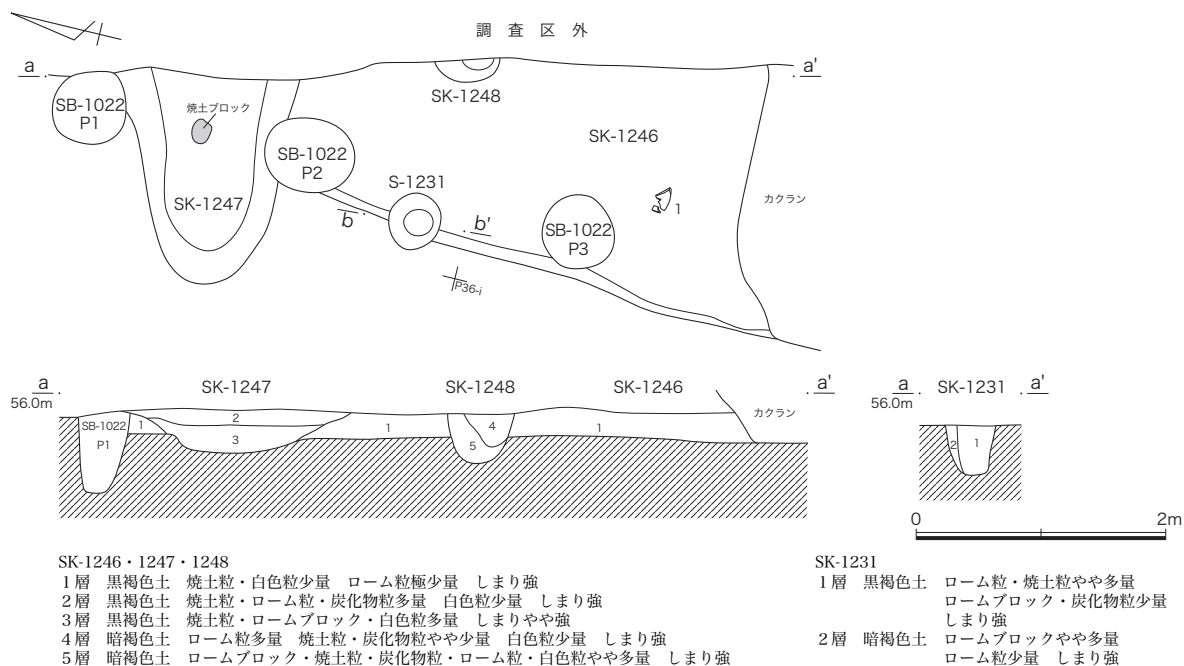 調 査 区 外
a
a'
SB-1022
P1
焼土ブロック
SK-1247
SB-1022
P2
S-1231
b
b'
SK-1248
SK-1246
SB-1022
P3
1
カクラン
P36-i
a
56.0m
SK-1247
SK-1248
SK-1246
a'
SB-1022
P1
1
2
3
1
4
5
1
カクラン
a
56.0m
SK-1231
a'
2
1
0
2m
SK-1246・1247・1248
1層 黒褐色土 焼土粒・白色粒少量 ローム粒極少量 しまり強
2層 黒褐色土 焼土粒・ローム粒・炭化物粒多量 白色粒少量 しまり強
3層 黒褐色土 焼土粒・ロームブロック・白色粒多量 しまりやや強
4層 暗褐色土 ローム粒多量 焼土粒・炭化物粒やや少量 白色粒少量 しまり強
5層 暗褐色土 ロームブロック・焼土粒・炭化物粒・ローム粒・白色粒やや多量 しまり強
SK-1231
1層 黒褐色土 ローム粒・焼土粒やや多量
ロームブロック・炭化物粒少量
しまり強
2層 暗褐色土 ロームブロックやや多量
ローム粒少量 しまり強